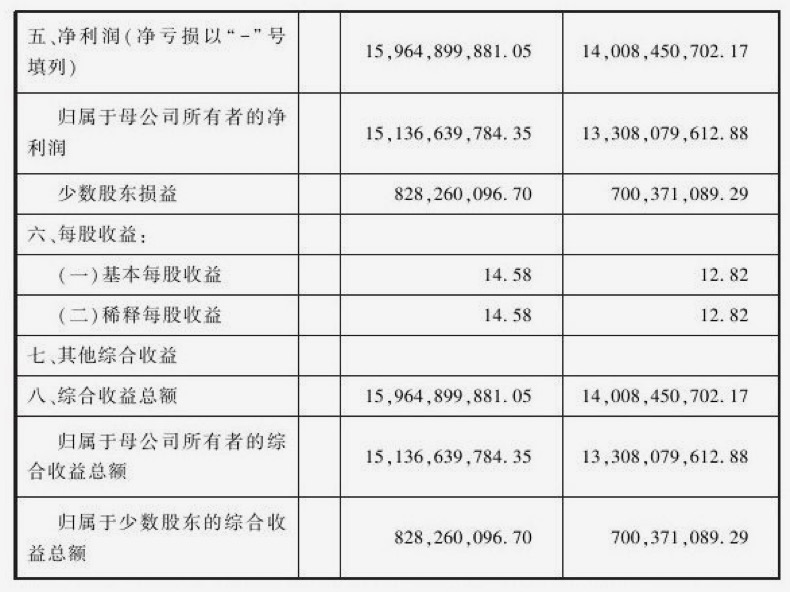 五、净利润(净亏损以“-”号 15,964,899,881.05 14,008,450,702.17
填列)
归属于母公司所有者的净 15,136,639,784.35 13,308,079,612.88
利润
少数股东损益 828,260,096.70 700,371,089.29
六、每股收益:
(一)基本每股收益 14.58 12.82
(二)稀释每股收益 14.58 12.82
七、其他综合收益
八、综合收益总额 15,964,899,881.05 14,008,450,702.17
归属于母公司所有者的综 15,136,639,784.35 13,308,079,612.88
合收益总额
归属于少数股东的综合收 828,260,096.70 700,371,089.29
益总额